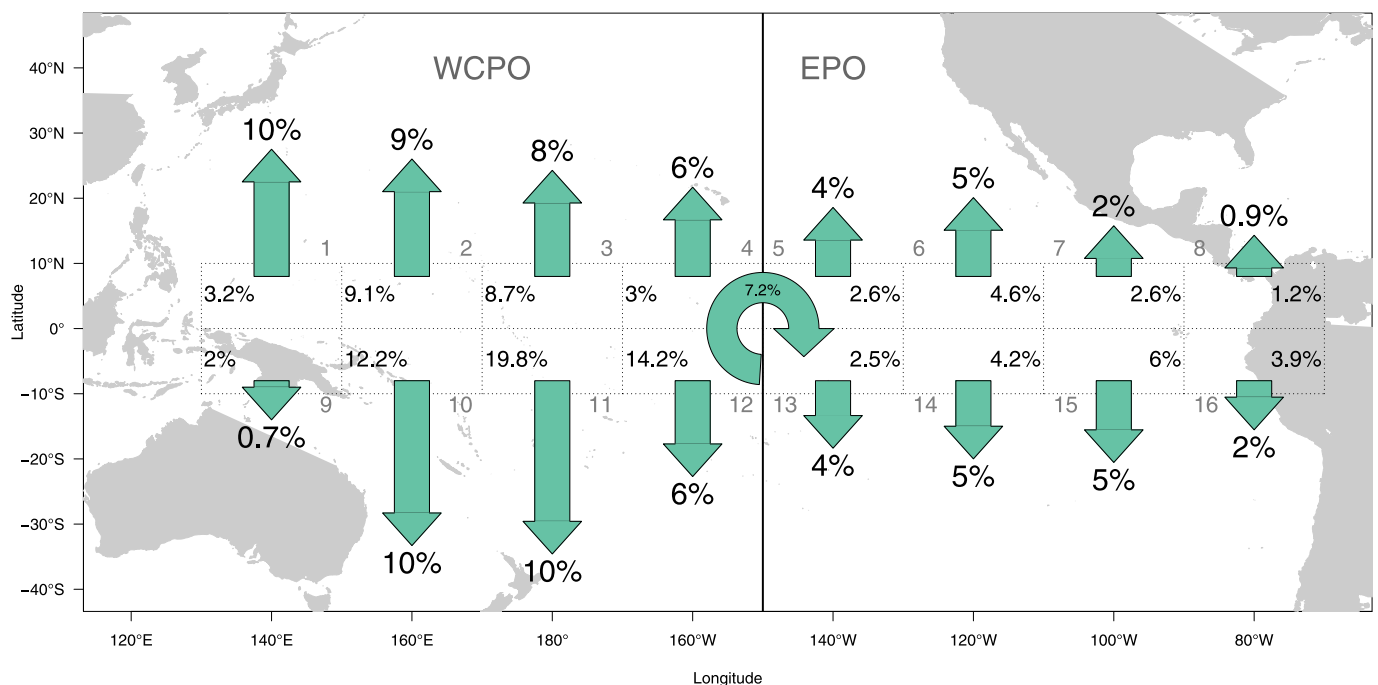 WCPO EPO
40°N
30°N
20°N
10°N
0°
−10°S
−20°S
−30°S
−40°S
Latitude
10% 9% 8% 6% 4% 5% 2% 0.9%
1 2 3 4 5 6 7 8
3.2% 9.1% 8.7% 3% 7.2% 2.6% 4.6% 2.6% 1.2%
2% 12.2% 19.8% 14.2% 2.5% 4.2% 6% 3.9%
9 10 11 12 13 14 15 16
0.7% 10% 10% 6% 4% 5% 5% 2%
120°E 140°E 160°E 180° 160°W 140°W 120°W 100°W 80°W
Longitude